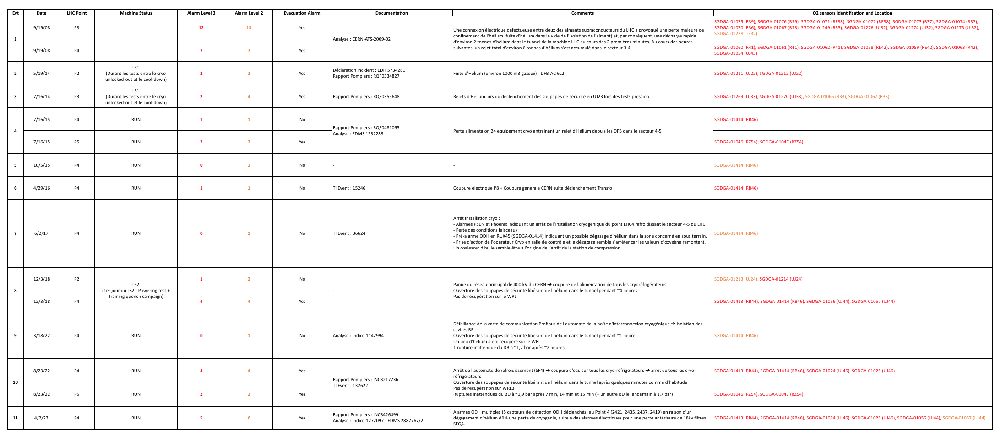 Evt Date LHC Point Machine Status Alarm Level 3 Alarm Level 2 Evacuation Alarm Documentation Comments O2 sensors Identification and Location
1
9/19/08 P3 - 12 13 Yes
Analyse : CERN-ATS-2009-02
Une connexion électrique défectueuse entre deux des aimants supraconducteurs du LHC a provoqué une perte majeure de
confinement de l'hélium (fuite d'hélium dans le vide de l'isolation de l'aimant) et, par conséquent, une décharge rapide
d'environ 2 tonnes d'hélium dans le tunnel de la machine LHC au cours des 2 premières minutes. Au cours des heures
suivantes, un rejet total d'environ 6 tonnes d'hélium s'est accumulé dans le secteur 3-4.
SGDGA-01075 (R39), SGDGA-01076 (R39), SGDGA-01071 (RE38), SGDGA-01072 (RE38), SGDGA-01073 (R37), SGDGA-01074 (R37),
SGDGA-01070 (R36), SGDGA-01067 (R33), SGDGA-01249 (R33), SGDGA-01276 (UJ32), SGDGA-01274 (UJ32), SGDGA-01275 (UJ32),
SGDGA-01278 (TZ32)
9/19/08 P4 - 7 7 Yes
SGDGA-01060 (R41), SGDGA-01061 (R41), SGDGA-01062 (R41), SGDGA-01058 (RE42), SGDGA-01059 (RE42), SGDGA-01063 (R42),
SGDGA-01054 (UJ43)
2 5/19/14 P2
LS1
(Durant les tests entre le cryo
unlocked-out et le cool-down)
2 2 Yes
Déclaration incident : EDH 5734281
Rapport Pompiers : RQF0334827
Fuite d'Helium (environ 1000 m3 gazeux) - DFB-AC 6L2
SGDGA-01211 (UJ22), SGDGA-01212 (UJ22)
3 7/16/14 P3
LS1
(Durant les tests entre le cryo
unlocked-out et le cool-down)
2 4 Yes
Rapport Pompiers : RQF0355648
Rejets d'Hélium lors du déclenchement des soupapes de sécurité en UJ23 lors des tests pression
SGDGA-01269 (UJ33), SGDGA-01270 (UJ33), SGDGA-01066 (R33), SGDGA-01067 (R33)
4
7/16/15 P4 RUN 1 1 No
Rapport Pompiers : RQF0481065
Analyse : EDMS 1532289
Perte alimentaion 24 equipement cryo entrainant un rejet d'Hélium depuis les DFB dans le secteur 4-5
SGDGA-01414 (RB46)
7/16/15 P5 RUN 2 2 Yes
SGDGA-01046 (RZ54), SGDGA-01047 (RZ54)
5 10/5/15 P4 RUN 0 1 No - - SGDGA-01414 (RB46)
6 4/29/16 P4 RUN 1 1 No TI Event : 15246 Coupure electrique P8 + Coupure generale CERN suite déclenchement Transfo SGDGA-01414 (RB46)
7 6/2/17 P4 RUN 0 1 No TI Event : 36624
Arrêt installation cryo :
- Alarmes PSEN et Phoenix indiquant un arrêt de l'installation cryogénique du point LHC4 refroidissant le secteur 4-5 du LHC
- Perte des conditions faisceaux
- Pré-alarme ODH en RUX45 (SGDGA-01414) indiquant un possible dégazage d'hélium dans la zone concerné en sous terrain.
- Prise d'action de l'opérateur Cryo en salle de contrôle et le dégazage semble s'arrêter car les valeurs d'oxygène remontent.
Un coalescer d'huile semble être à l'origine de l'arrêt de la station de compression.
SGDGA-01414 (RB46)
8
12/3/18 P2
LS2
(1er jour du LS2 - Powering test +
Training quench campaign)
1 2 No
-
Panne du réseau principal de 400 kV du CERN ➔ coupure de l'alimentation de tous les cryoréfrigérateurs
Ouverture des soupapes de sécurité libérant de l'hélium dans le tunnel pendant ~4 heures
Pas de récupération sur le WRL
SGDGA-01213 (UJ24), SGDGA-01214 (UJ24)
12/3/18 P4 4 4 Yes
SGDGA-01413 (RB44), SGDGA-01414 (RB46), SGDGA-01056 (UJ44), SGDGA-01057 (UJ44)
9 3/18/22 P4 RUN 0 1 No Analyse : Indico 1142994
Défaillance de la carte de communication Profibus de l'automate de la boîte d'interconnexion cryogénique ➔ Isolation des
cavités RF
Ouverture des soupapes de sécurité libérant de l'hélium dans le tunnel pendant ~1 heure
Un peu d'hélium a été récupéré sur le WRL
1 rupture inattendue du DB à ~1,7 bar après ~2 heures
SGDGA-01414 (RB46)
10
8/23/22 P4 RUN 4 4 Yes
Rapport Pompiers : INC3217736
TI Event : 132622
Arrêt de l'automate de refroidissement (SF4) ➔ coupure d'eau sur tous les cryo-réfrigérateurs ➔ arrêt de tous les cryo-
réfrigérateurs
Ouverture des soupapes de sécurité libérant de l'hélium dans le tunnel après quelques minutes comme d'habitude
Pas de récupération sur WRL3
Ruptures inattendues du BD à ~1,9 bar après 7 min, 14 min et 15 min (+ un autre BD le lendemain à 1,7 bar)
SGDGA-01413 (RB44), SGDGA-01414 (RB46), SGDGA-01024 (UJ46), SGDGA-01025 (UJ46)
8/23/22 P5 RUN 2 2 Yes
SGDGA-01046 (RZ54), SGDGA-01047 (RZ54)
11 4/2/23 P4 RUN 5 6 Yes
Rapport Pompiers : INC3426499
Analyse : Indico 1272097 - EDMS 2887767/2
Alarmes ODH multiples (5 capteurs de détection ODH déclenchés) au Point 4 (2421, 2435, 2437, 2419) en raison d'un
dégagement d'hélium dû à une perte de cryogénie, suite à des alarmes électriques pour une perte antérieure de 18kv filtres
SEQ4.
SGDGA-01413 (RB44), SGDGA-01414 (RB46), SGDGA-01024 (UJ46), SGDGA-01025 (UJ46), SGDGA-01056 (UJ44), SGDGA-01057 (UJ44)